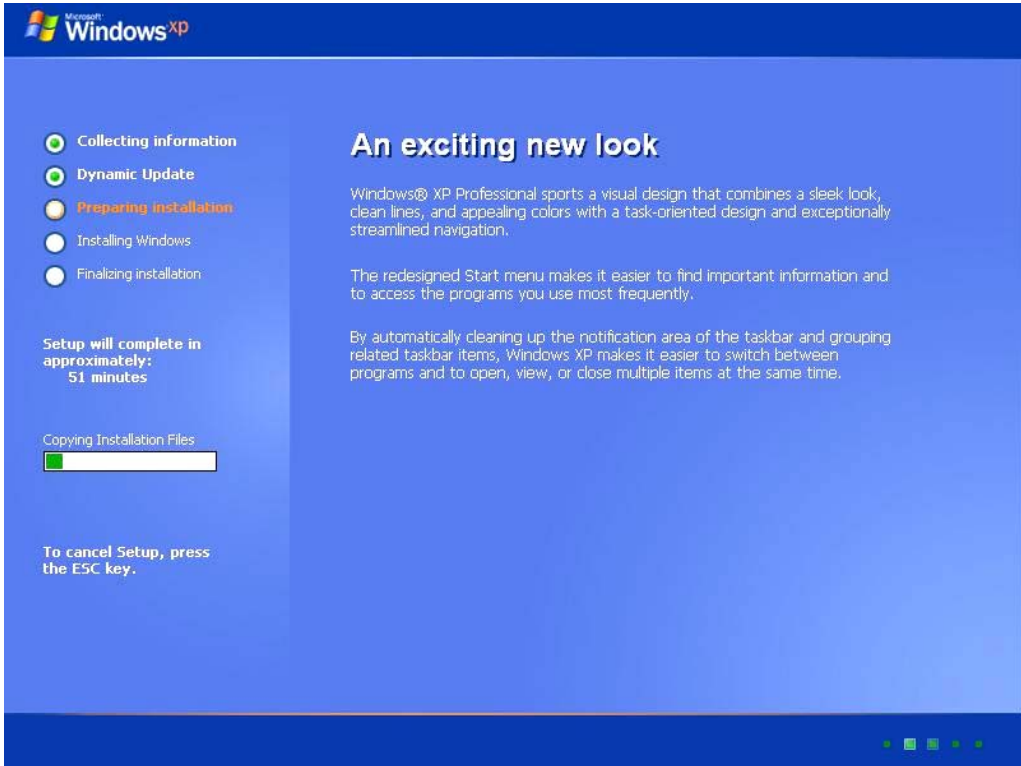 Microsoft
Windows xp
Collecting information
Dynamic Update
Preparing installation
Installing Windows
Finalizing installation
Setup will complete in
approximately:
51 minutes
Copying Installation Files
To cancel Setup, press
the ESC key.
An exciting new look
Windows® XP Professional sports a visual design that combines a sleek look,
clean lines, and appealing colors with a task-oriented design and exceptionally
streamlined navigation.
The redesigned Start menu makes it easier to find important information and
to access the programs you use most frequently.
By automatically cleaning up the notification area of the taskbar and grouping
related taskbar items, Windows XP makes it easier to switch between
programs and to open, view, or close multiple items at the same time.